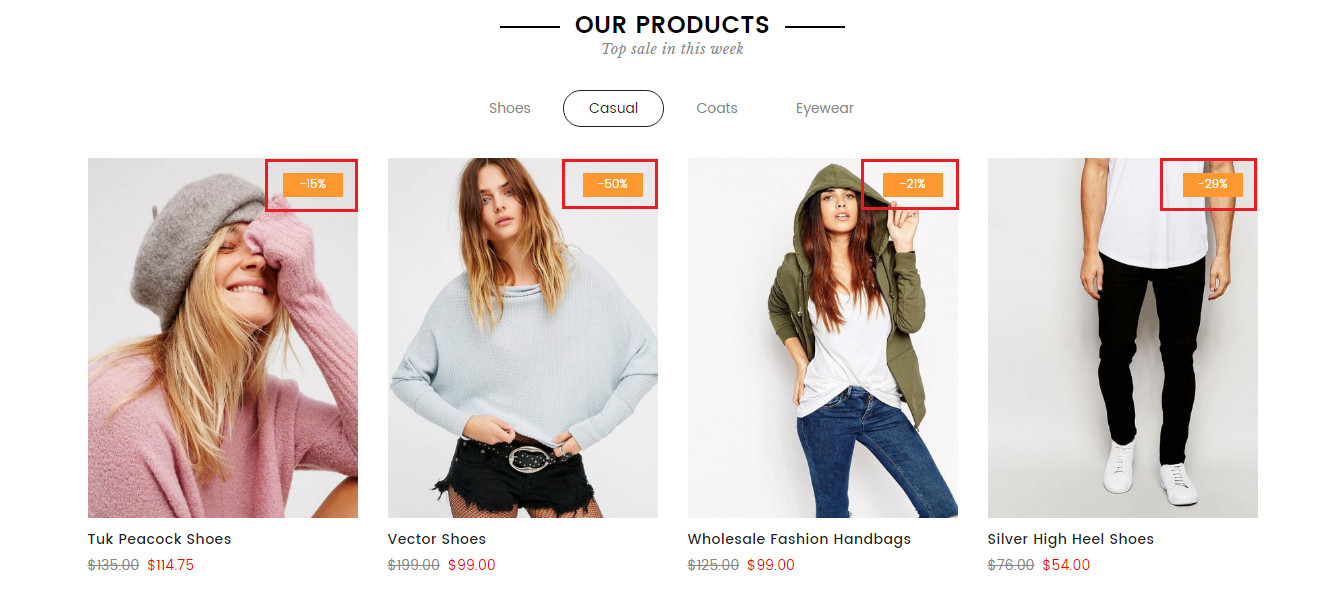 OUR PRODUCTS
Top sale in this week
Shoes Casual Coats Eyewear
-15% -50% -21% -29%
Tuk Peacock Shoes Vector Shoes Wholesale Fashion Handbags Silver High Heel Shoes
$135.00 $114.75 $199.00 $99.00 $125.00 $99.00 $76.00 $54.00